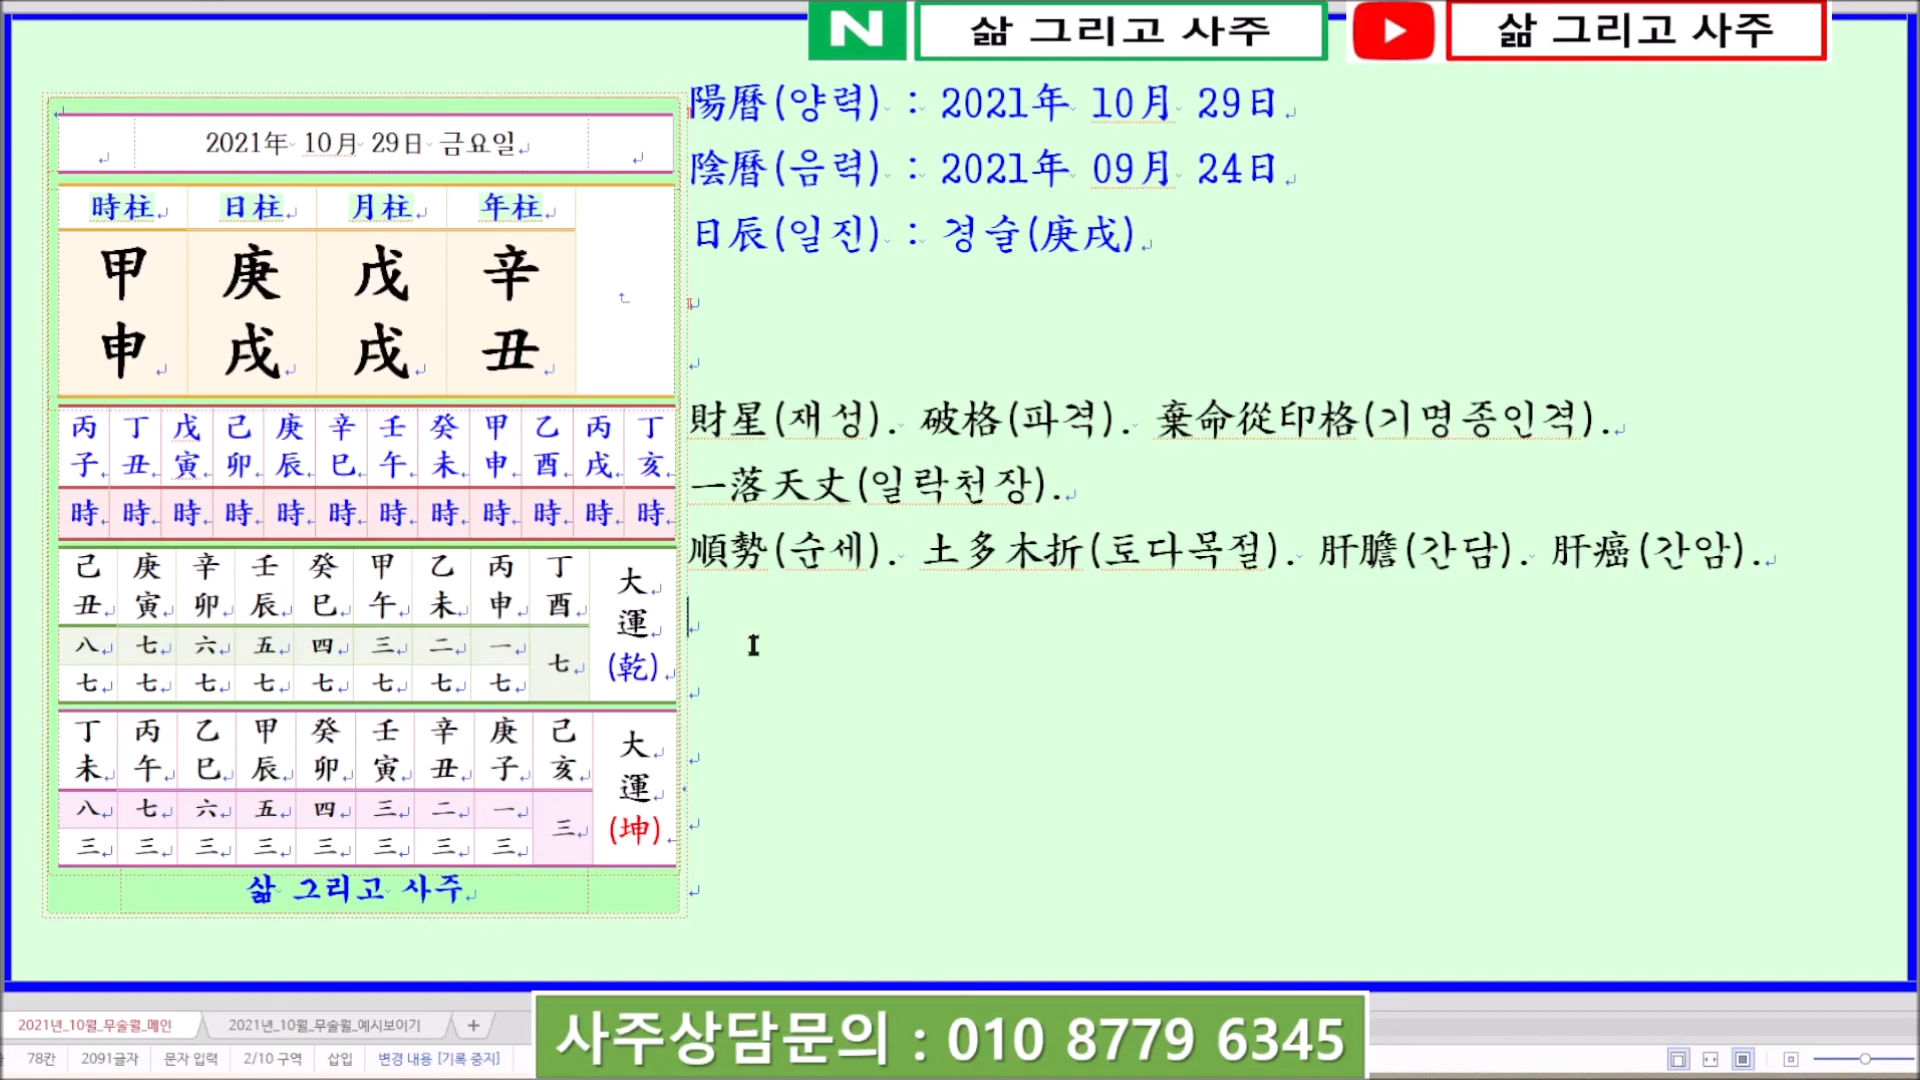 N 삶 그리고 사주 삶 그리고 사주
2021年 10月 29日 금요일
時柱 日柱 月柱 年柱
甲 庚 戊 辛
申 戌 戌 丑
丙 丁 戊 己 庚 辛 壬 癸 甲 乙 丙 丁
子 丑 寅 卯 辰 巳 午 未 申 酉 戌 亥
時 時 時 時 時 時 時 時 時 時 時 時
己 庚 辛 壬 癸 甲 乙 丙 丁
丑 寅 卯 辰 巳 午 未 申 酉
八 七 六 五 四 三 二 一 七
七 七 七 七 七 七 七 七
大
運
(乾)
丁 丙 乙 甲 癸 壬 辛 庚 己
未 午 巳 辰 卯 寅 丑 子 亥
八 七 六 五 四 三 二 一 三
三 三 三 三 三 三 三 三
大
運
(坤)
삶 그리고 사주
陽曆(양력) : 2021年 10月 29日
陰曆(음력) : 2021年 09月 24日
日辰(일진) : 경술(庚戌)
財星(재성). 破格(파격). 棄命從印格(기명종인격).
一落天丈(일락천장).
順勢(순세). 土多木折(토다목절). 肝膽(간담). 肝癌(간암).
2021년_10월_무술월_메인 2021년_10월_무술월_예시보이기 +
78칸 2091글자 문자 입력 2/10 구역 삽입 변경 내용 [기록 중지]
사주상담문의 : 010 8779 6345